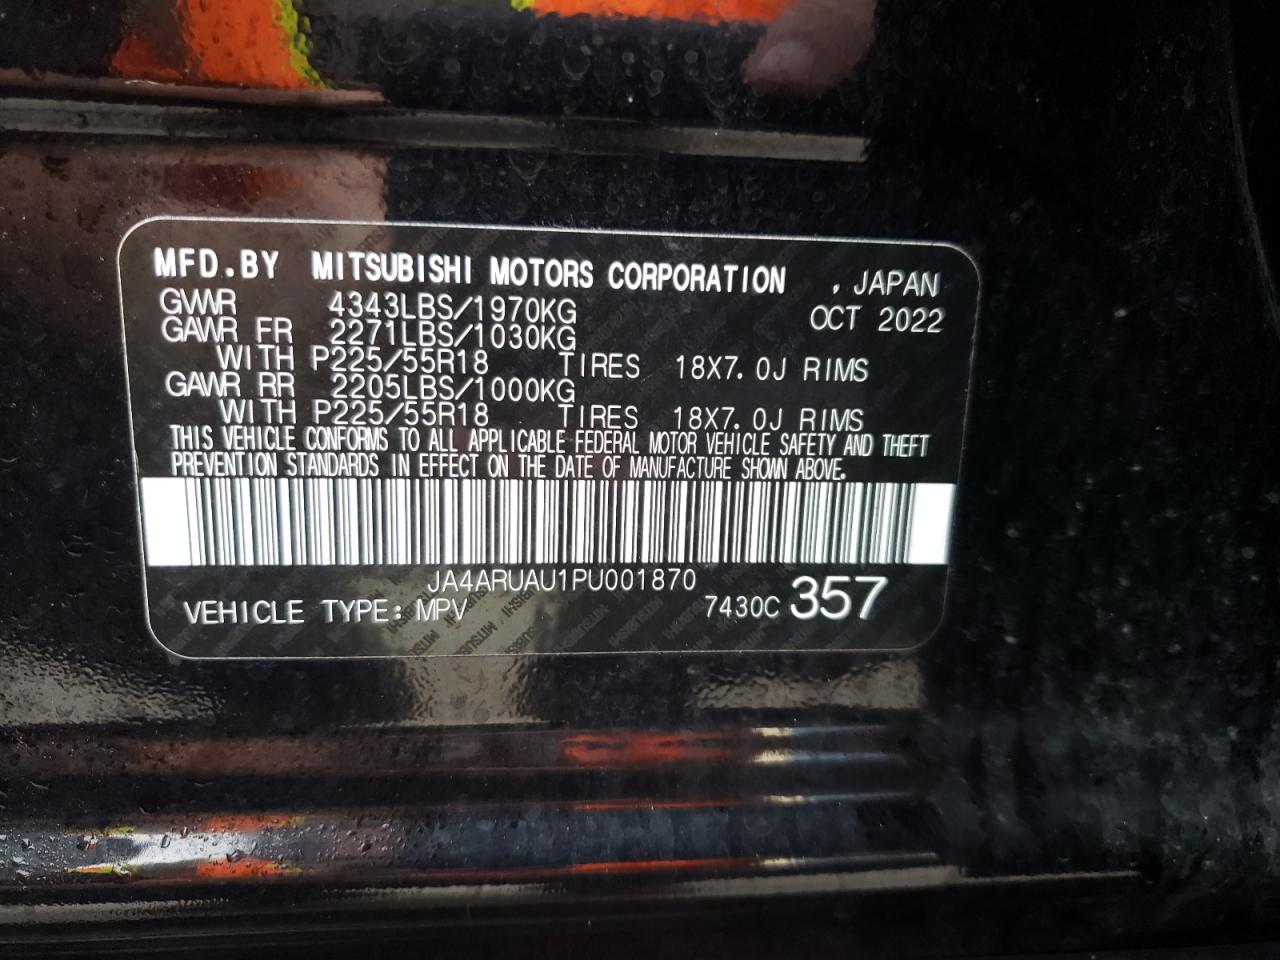 MFD.BY MITSUBISHI MOTORS CORPORATION , JAPAN
GVWR 4343LBS/1970KG OCT 2022
GAWR FR 2271LBS/1030KG
WITH P225/55R18 TIRES 18X7.0J RIMS
GAWR RR 2205LBS/1000KG
WITH P225/55R18 TIRES 18X7.0J RIMS
THIS VEHICLE CONFORMS TO ALL APPLICABLE FEDERAL MOTOR VEHICLE SAFETY AND THEFT
PREVENTION STANDARDS IN EFFECT ON THE DATE OF MANUFACTURE SHOWN ABOVE.
JA4ARUAU1PU001870
VEHICLE TYPE: MPV 7430C 357